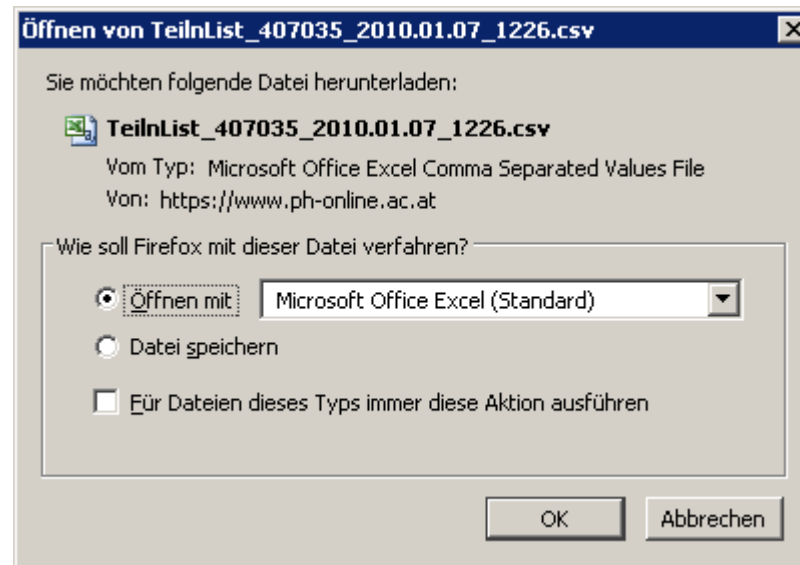 Öffnen von TeilnList_407035_2010.01.07_1226.csv
Sie möchten folgende Datei herunterladen:
TeilnList_407035_2010.01.07_1226.csv
Vom Typ: Microsoft Office Excel Comma Separated Values File
Von: https://www.ph-online.ac.at
Wie soll Firefox mit dieser Datei verfahren?
Öffnen mit Microsoft Office Excel (Standard)
Datei speichern
Für Dateien dieses Typs immer diese Aktion ausführen
OK Abbrechen